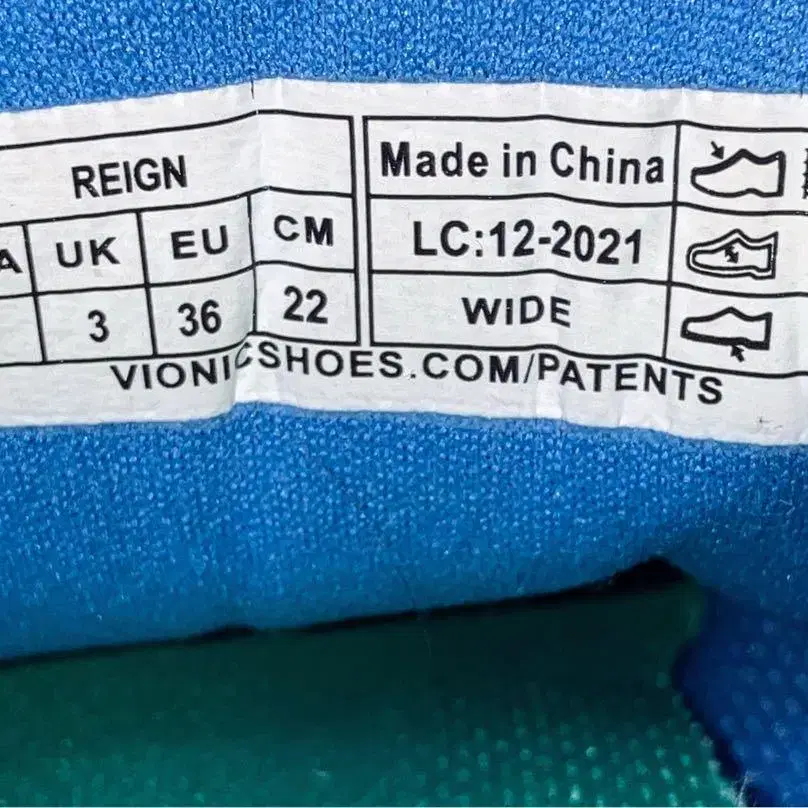 REIGN
A UK EU CM
3 36 22
Made in China
LC:12-2021
WIDE
VIONICSHOES.COM/PATENTS